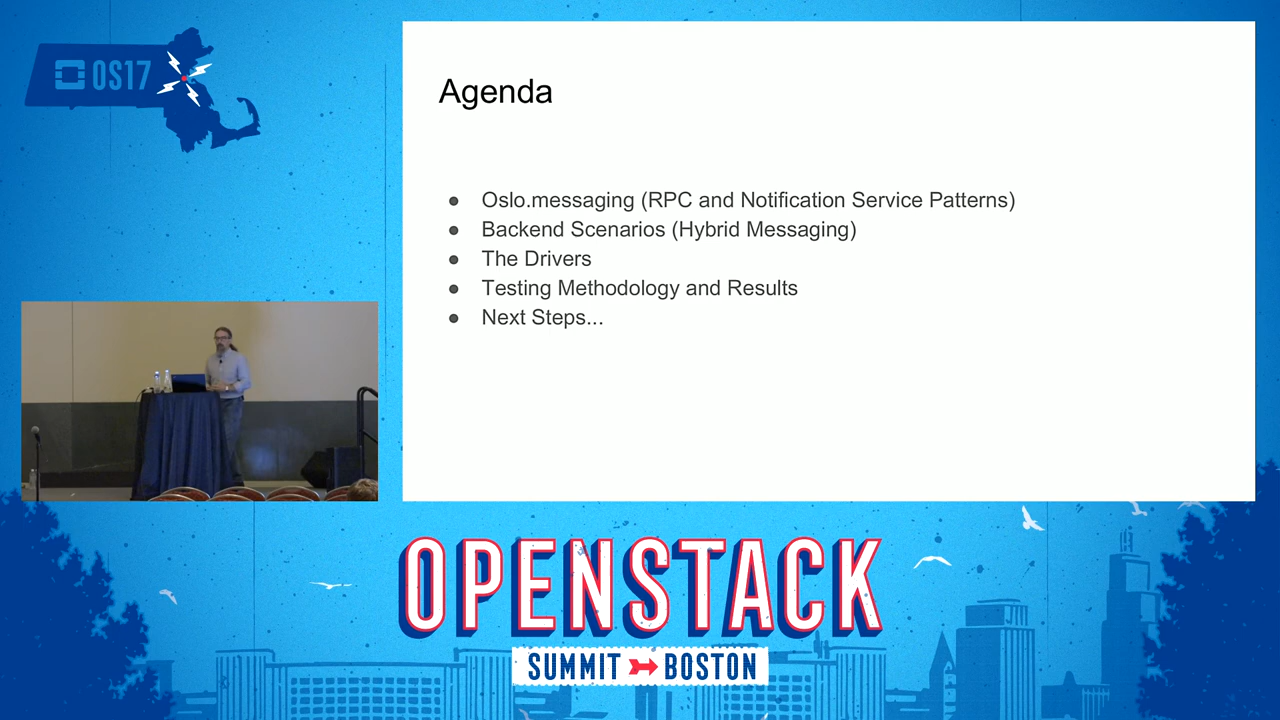 OS17
Agenda
● Oslo.messaging (RPC and Notification Service Patterns)
● Backend Scenarios (Hybrid Messaging)
● The Drivers
● Testing Methodology and Results
● Next Steps...
OPENSTACK
SUMMIT BOSTON